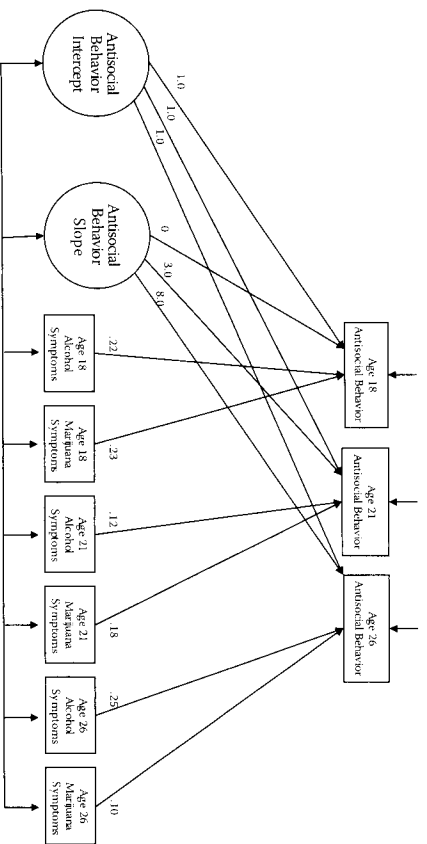 Antisocial
Behavior
Intercept
Antisocial
Behavior
Slope
1.0
1.0
1.0
0
3.0
8.0
Age 18
Antisocial Behavior
Age 21
Antisocial Behavior
Age 26
Antisocial Behavior
.22
.23
.12
.18
.25
.10
Age 18
Alcohol
Symptoms
Age 18
Marijuana
Symptoms
Age 21
Alcohol
Symptoms
Age 21
Marijuana
Symptoms
Age 26
Alcohol
Symptoms
Age 26
Marijuana
Symptoms